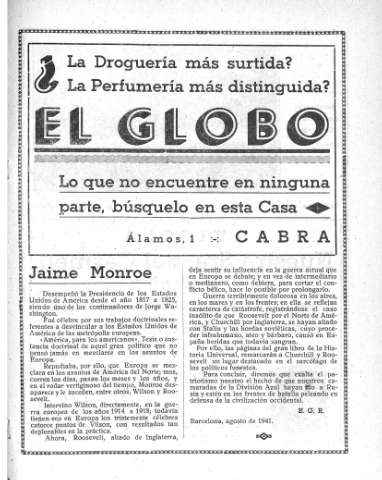 ¿La Droguería más surtida?
La Perfumería más distinguida?
EL GLOBO
Lo que no encuentre en ninguna
parte, búsquelo en esta Casa
Alamos, 1 CABRA
Jaime Monroe
Desempeñó la Presidencia de los Estados
Unidos de América desde el año 1817 a 1825,
siendo uno de los continuadores de Jorge Wa-
shington.
Fué célebre por sus trabajos doctrinales re-
ferentes a desvincular a los Estados Unidos de
América de las metrópolis europeas.
«América, para los americanos». Tesis o sus-
tancia doctrinal de aquel gran político que no
pensó jamás en mezclarse en los asuntos de
Europa.
Repudiaba, por ello, que Europa se mez-
clara en los asuntos de América del Norte; mas,
corren los días, pasan los meses y los años, y
en el rodar vertiginoso del tiempo, Monroe des-
aparece y le suceden, entre otros, Wilson y Roo-
sevelt.
Intervino Wilson, directamente, en la gue-
rra europea de los años 1914 a 1918; todavía
tienen eco en Europa los tristemente célebres
catorce puntos de Wilson, con resultados tan
deplorables en la práctica.
Ahora, Roosevelt, aliado de Inglaterra,
deja sentir su influencia en la guerra actual que
en Europa se debate; y en vez de intermediario
o medianero, como debiera, para cortar el con-
flicto bélico, hace lo posible por prolongarlo.
Guerra terriblemente dolorosa en los aires,
en los mares y en los frentes; en ella se reflejan
caracteres de catástrofe, registrándose el caso
insólito de que Roosevelt por el Norte de Amé-
rica, y Churchill por Inglaterra, se hayan aliado
con Stalin y las hordas soviéticas, cuyo proce-
der infrahumano, ateo y bárbaro, causó en Es-
paña heridas que todavía sangran.
Por ello, las páginas del gran libro de la His-
toria Universal, remarcarán a Churchill y Roo-
sevelt un lugar destacado en el sarcófago de
los políticos funestos.
Para concluir, diremos que exalta el pa-
triotismo nuestro el hecho de que nuestros ca-
maradas de la División Azul hayan ido a Ru-
sia y estén en los frentes de batalla peleando en
defensa de la civilización occidental.
E. G. R.
Barcelona, agosto de 1941.